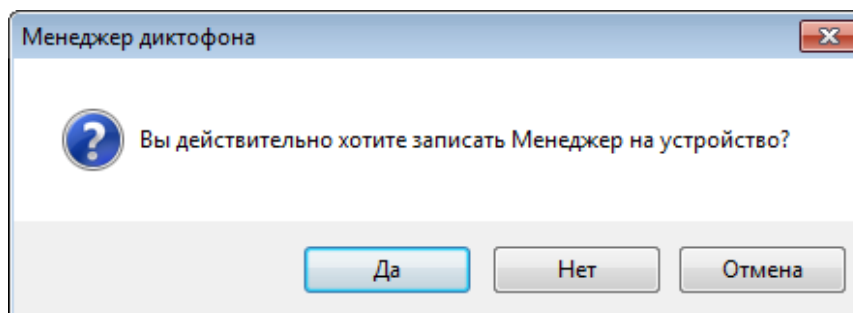 Менеджер диктофона
Вы действительно хотите записать Менеджер на устройство?
Да Нет Отмена